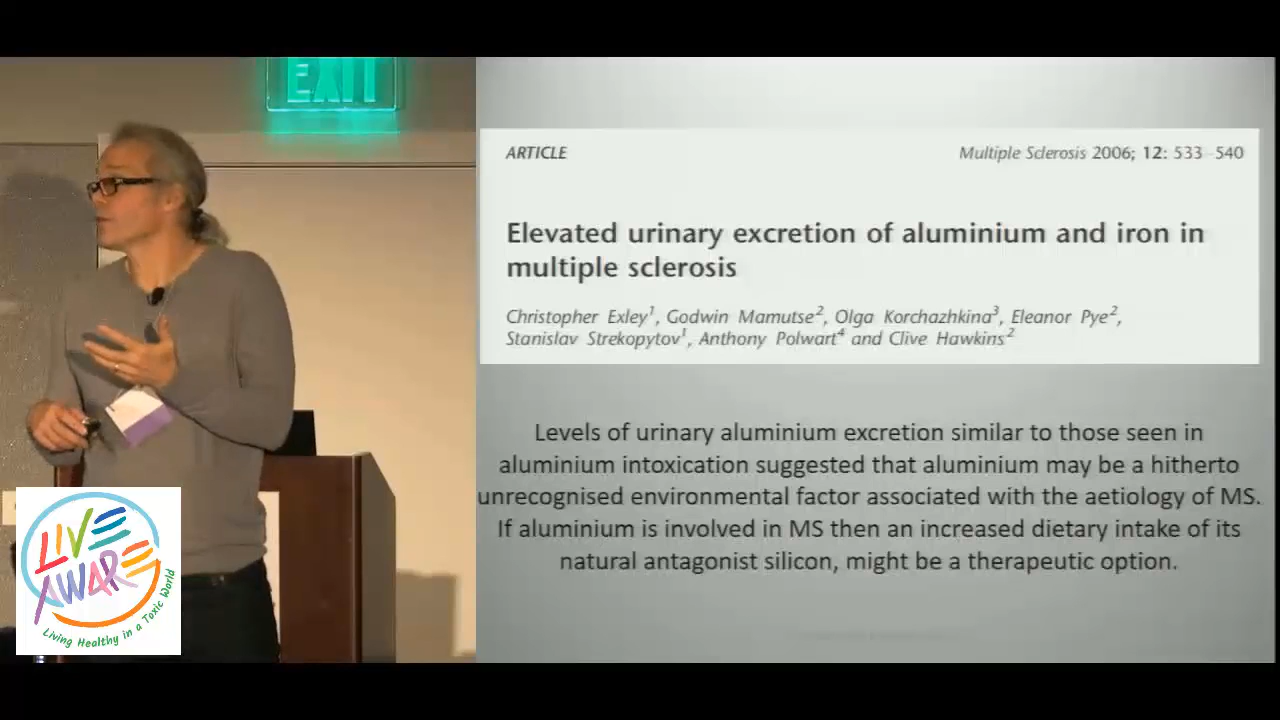 EXIT
ARTICLE
Multiple Sclerosis 2006; 12: 533–540
Elevated urinary excretion of aluminium and iron in
multiple sclerosis
Christopher Exley1, Godwin Mamutse2, Olga Korchazhkina3, Eleanor Pye2,
Stanislav Strekopytov1, Anthony Polwart4 and Clive Hawkins2
Levels of urinary aluminium excretion similar to those seen in
aluminium intoxication suggested that aluminium may be a hitherto
unrecognised environmental factor associated with the aetiology of MS.
If aluminium is involved in MS then an increased dietary intake of its
natural antagonist silicon, might be a therapeutic option.
LIVE
AWARE
Living Healthy in a Toxic World